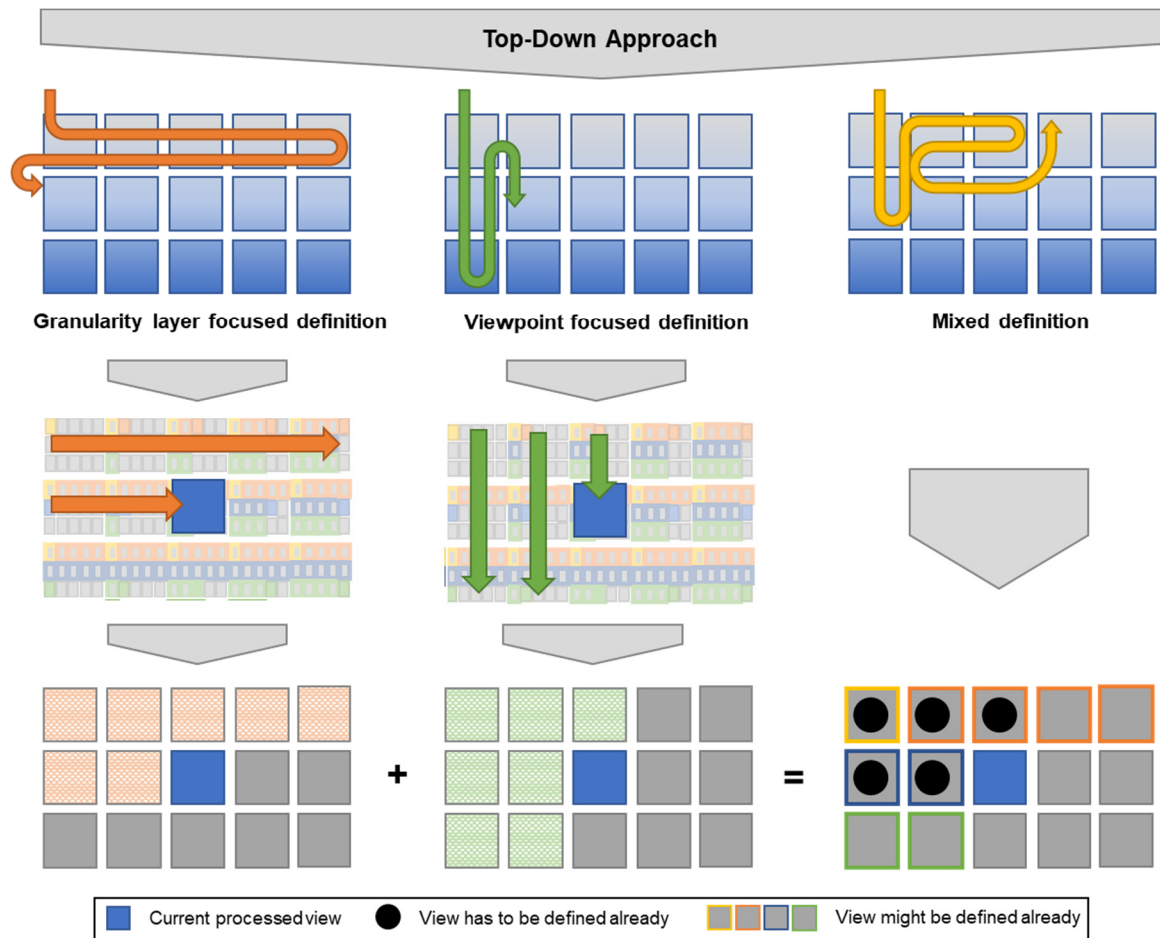 Top-Down Approach
Granularity layer focused definition
Viewpoint focused definition
Mixed definition
+
=
Current processed view
View has to be defined already
View might be defined already